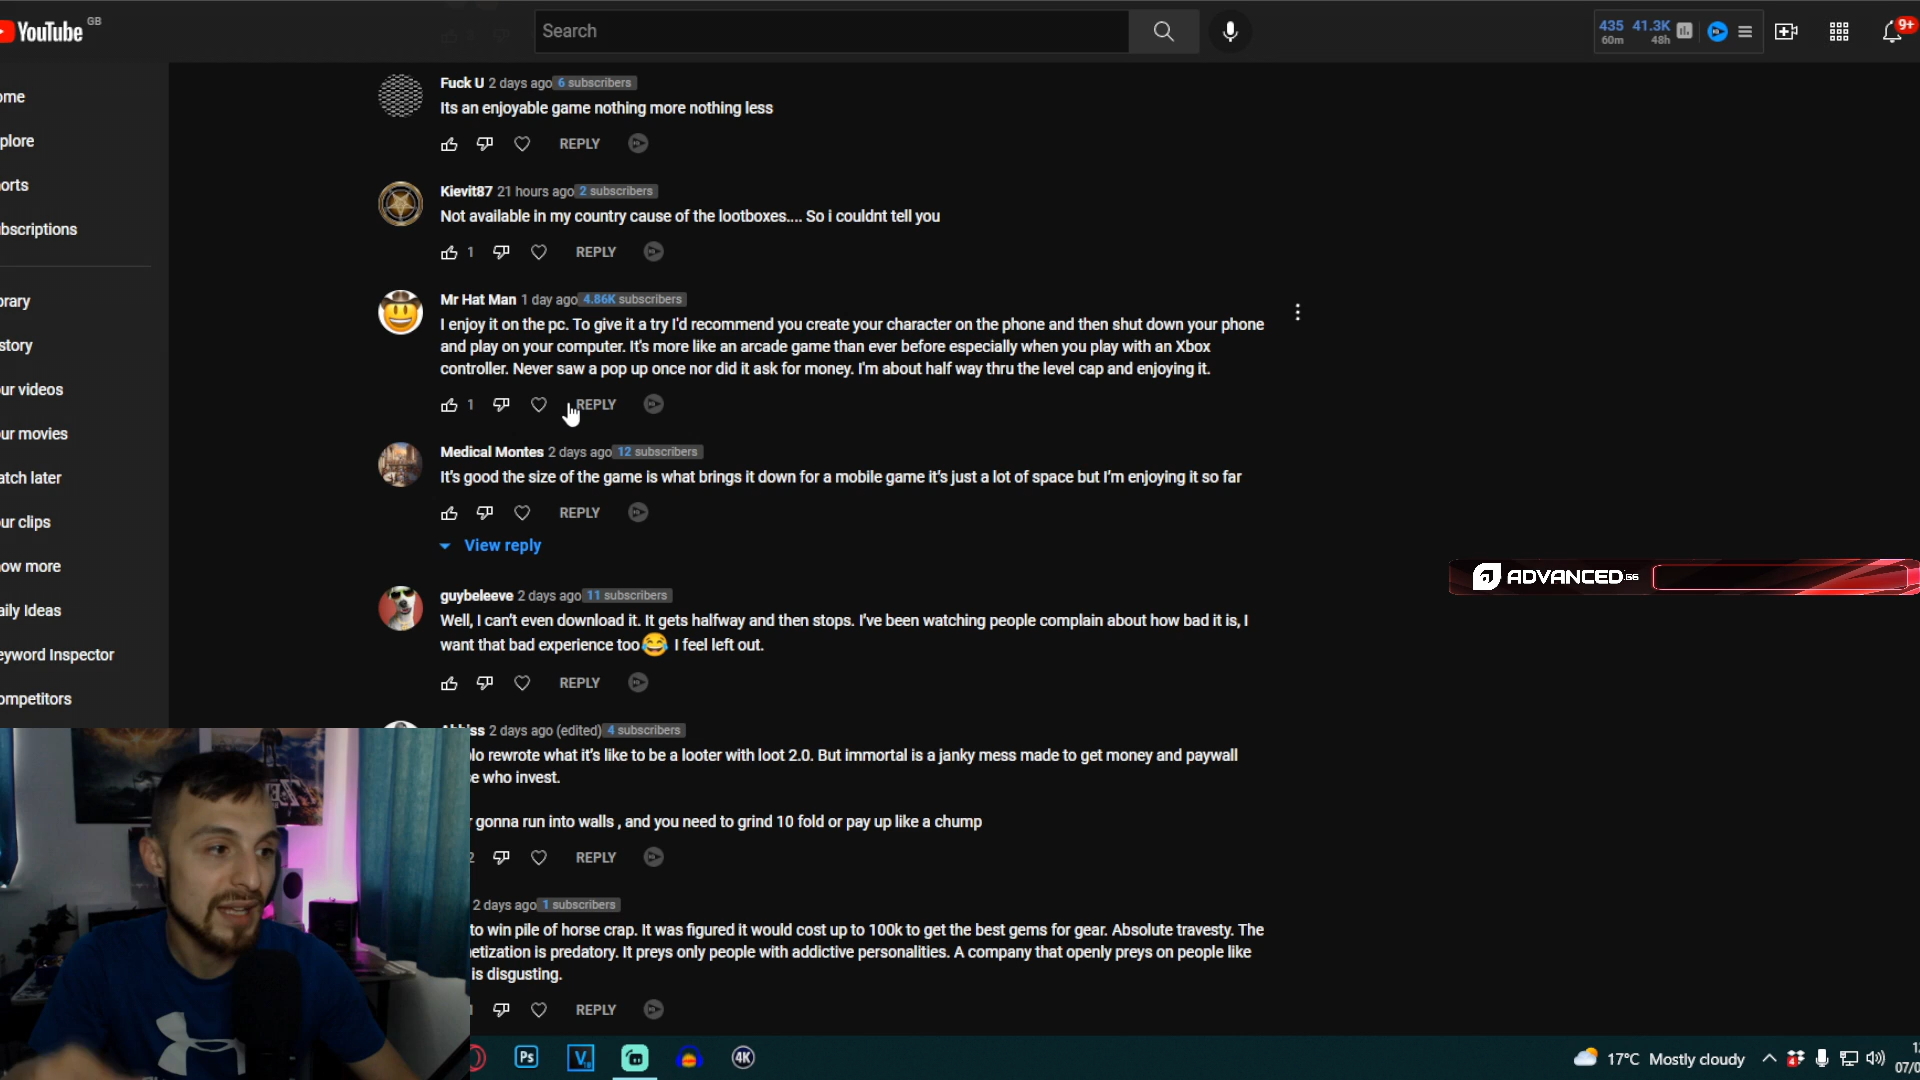 YouTube GB
Search
435 41.3K
60m 48h
9+
ome
plore
orts
bscriptions
brary
story
ur videos
ur movies
atch later
ur clips
ow more
aily Ideas
eyword Inspector
ompetitors
Fuck U 2 days ago 6 subscribers
Its an enjoyable game nothing more nothing less
REPLY
Kievit87 21 hours ago 2 subscribers
Not available in my country cause of the lootboxes.... So i couldnt tell you
1 REPLY
Mr Hat Man 1 day ago 4.86K subscribers
I enjoy it on the pc. To give it a try I'd recommend you create your character on the phone and then shut down your phone
and play on your computer. It's more like an arcade game than ever before especially when you play with an Xbox
controller. Never saw a pop up once nor did it ask for money. I'm about half way thru the level cap and enjoying it.
1 REPLY
Medical Montes 2 days ago 12 subscribers
It's good the size of the game is what brings it down for a mobile game it's just a lot of space but I'm enjoying it so far
REPLY
View reply
guybeleeve 2 days ago 11 subscribers
Well, I can't even download it. It gets halfway and then stops. I've been watching people complain about how bad it is, I
want that bad experience too😂 I feel left out.
REPLY
ss 2 days ago (edited) 4 subscribers
lo rewrote what it's like to be a looter with loot 2.0. But immortal is a janky mess made to get money and paywall
e who invest.
gonna run into walls , and you need to grind 10 fold or pay up like a chump
2 REPLY
2 days ago 1 subscribers
to win pile of horse crap. It was figured it would cost up to 100k to get the best gems for gear. Absolute travesty. The
etization is predatory. It preys only people with addictive personalities. A company that openly preys on people like
is disgusting.
REPLY
ADVANCED.GG
Ps
V
4K
17°C Mostly cloudy
07/0